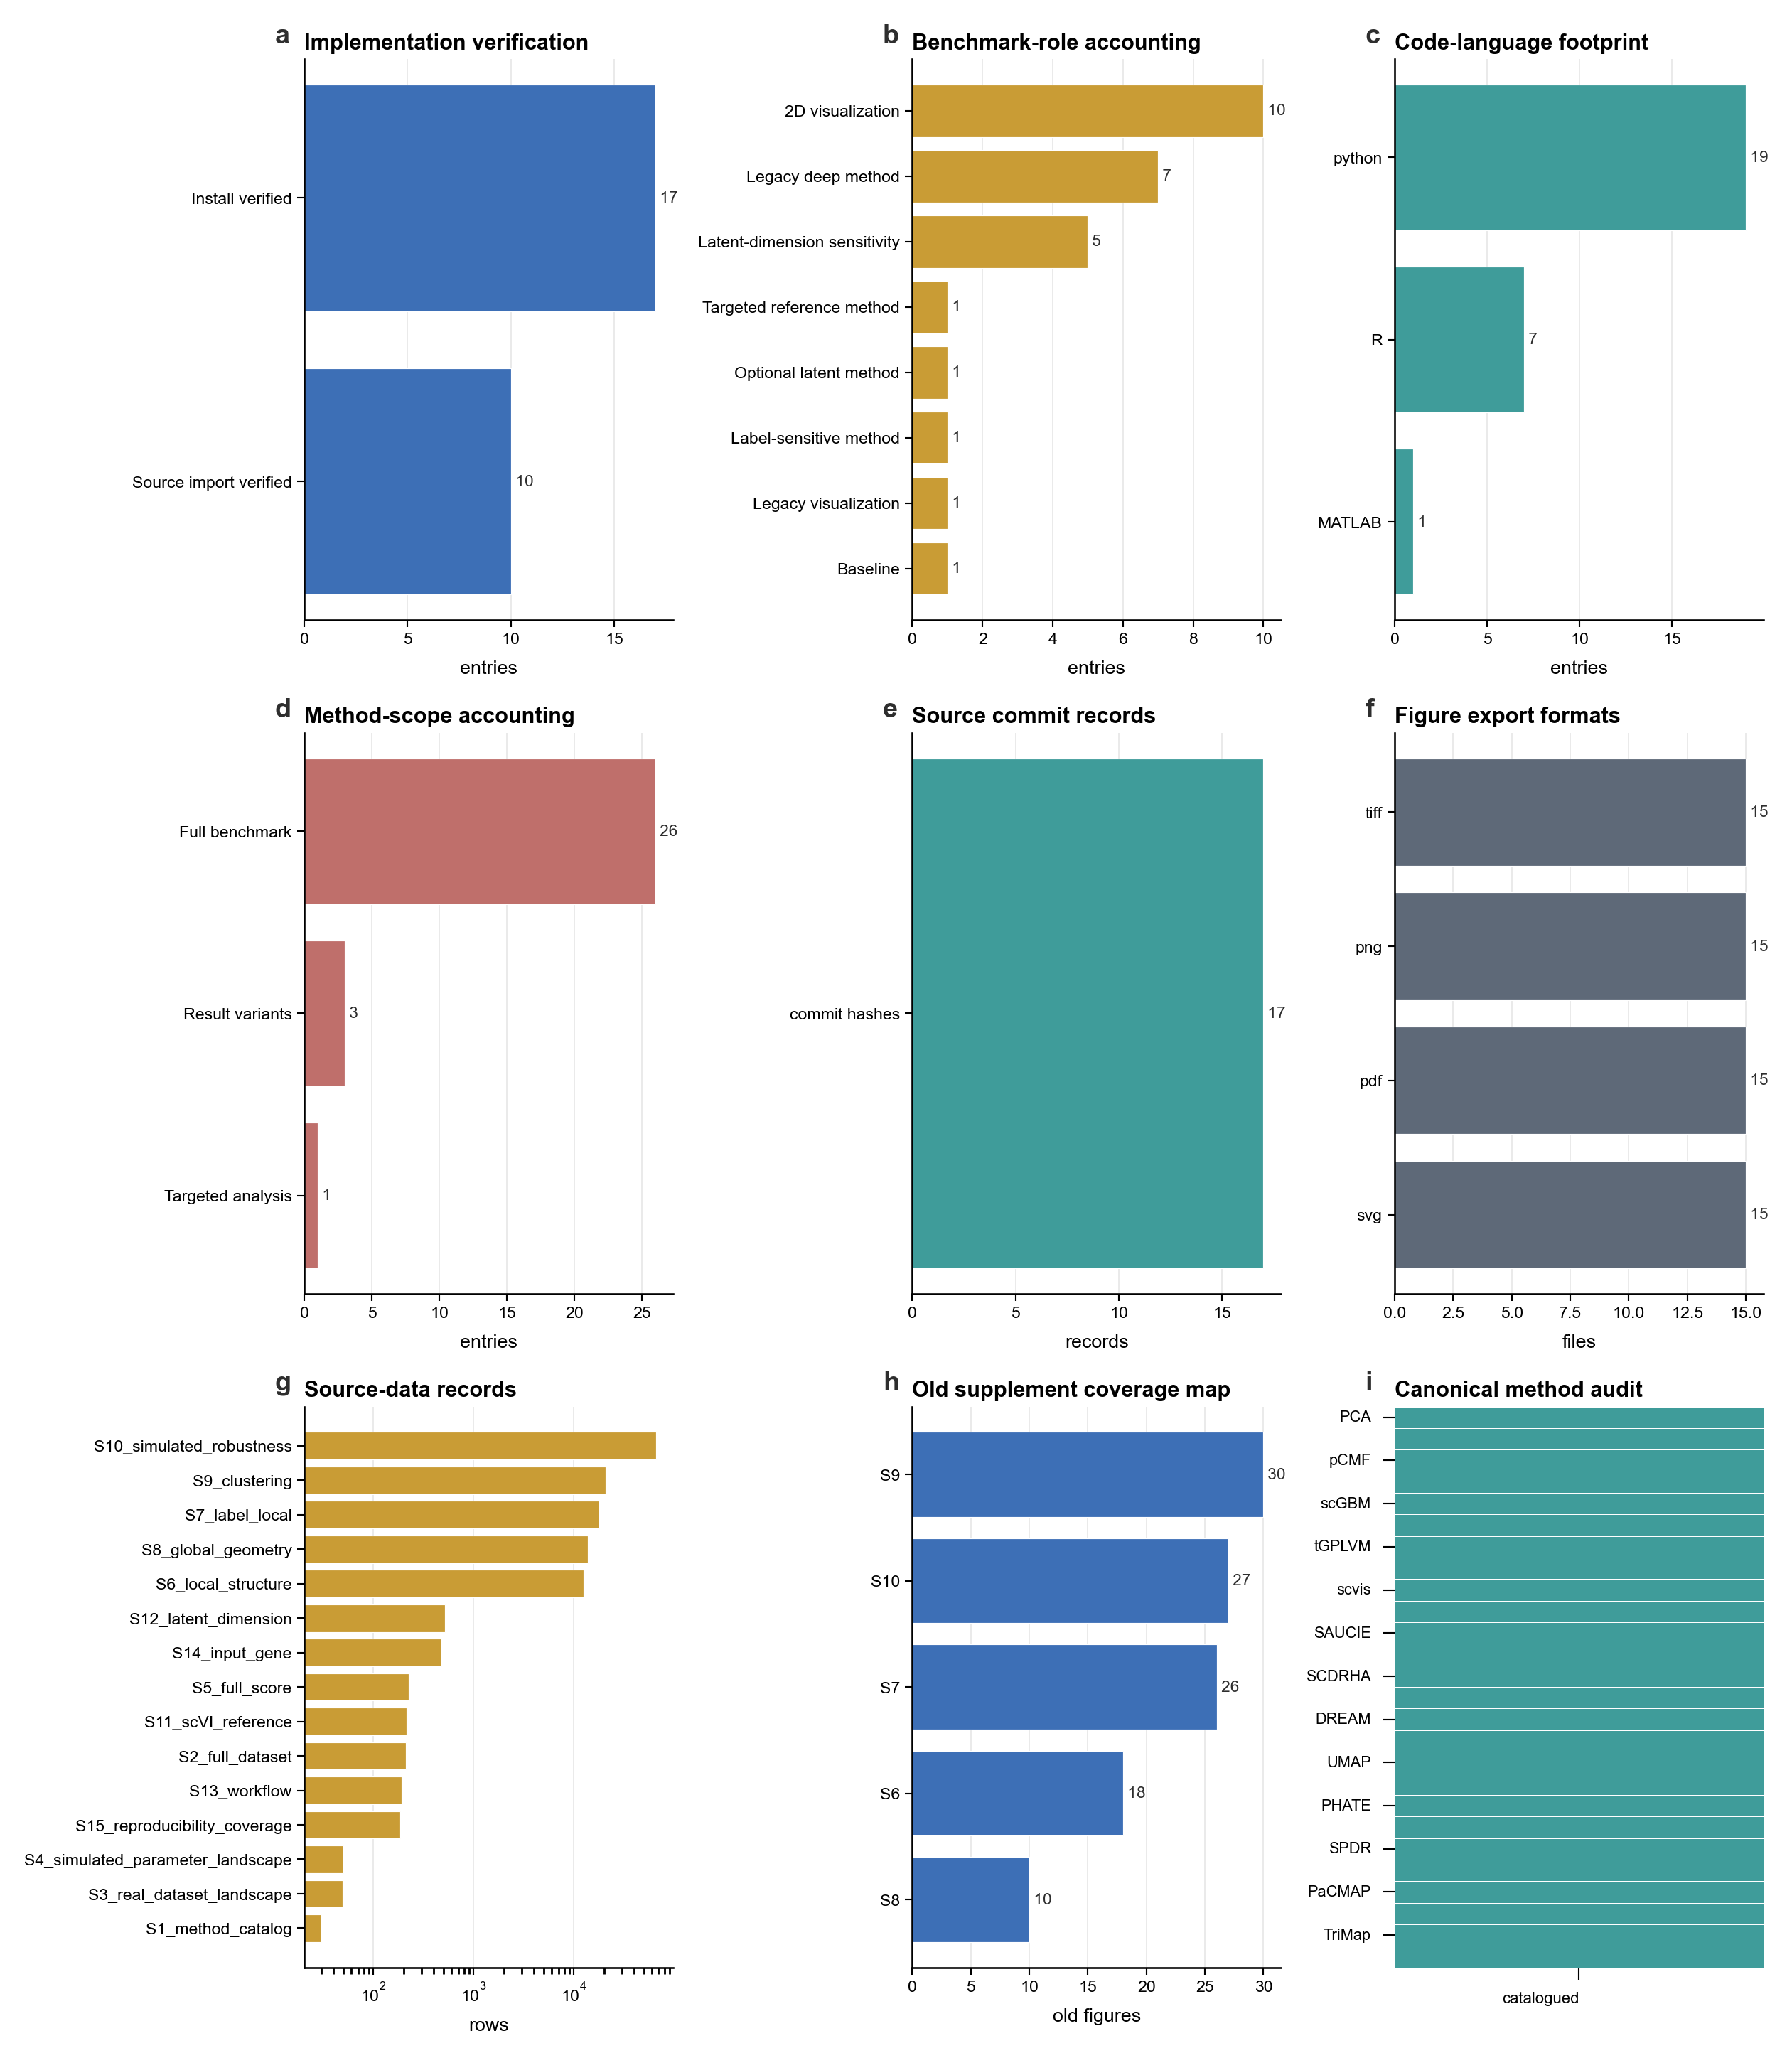 a Implementation verification
Install verified
17
Source import verified
10
0 5 10 15
entries
b Benchmark-role accounting
2D visualization
10
Legacy deep method
7
Latent-dimension sensitivity
5
Targeted reference method
1
Optional latent method
1
Label-sensitive method
1
Legacy visualization
1
Baseline
1
0 2 4 6 8 10
entries
c Code-language footprint
python
19
R
7
MATLAB
1
0 5 10 15
entries
d Method-scope accounting
Full benchmark
26
Result variants
3
Targeted analysis
1
0 5 10 15 20 25
entries
e Source commit records
commit hashes
17
0 5 10 15
records
f Figure export formats
tiff
15
png
15
pdf
15
svg
15
0.0 2.5 5.0 7.5 10.0 12.5 15.0
files
g Source-data records
S10_simulated_robustness
S9_clustering
S7_label_local
S8_global_geometry
S6_local_structure
S12_latent_dimension
S14_input_gene
S5_full_score
S11_scVI_reference
S2_full_dataset
S13_workflow
S15_reproducibility_coverage
S4_simulated_parameter_landscape
S3_real_dataset_landscape
S1_method_catalog
10² 10³ 10⁴
rows
h Old supplement coverage map
S9
30
S10
27
S7
26
S6
18
S8
10
0 5 10 15 20 25 30
old figures
i Canonical method audit
PCA
pCMF
scGBM
tGPLVM
scvis
SAUCIE
SCDRHA
DREAM
UMAP
PHATE
SPDR
PaCMAP
TriMap
catalogued